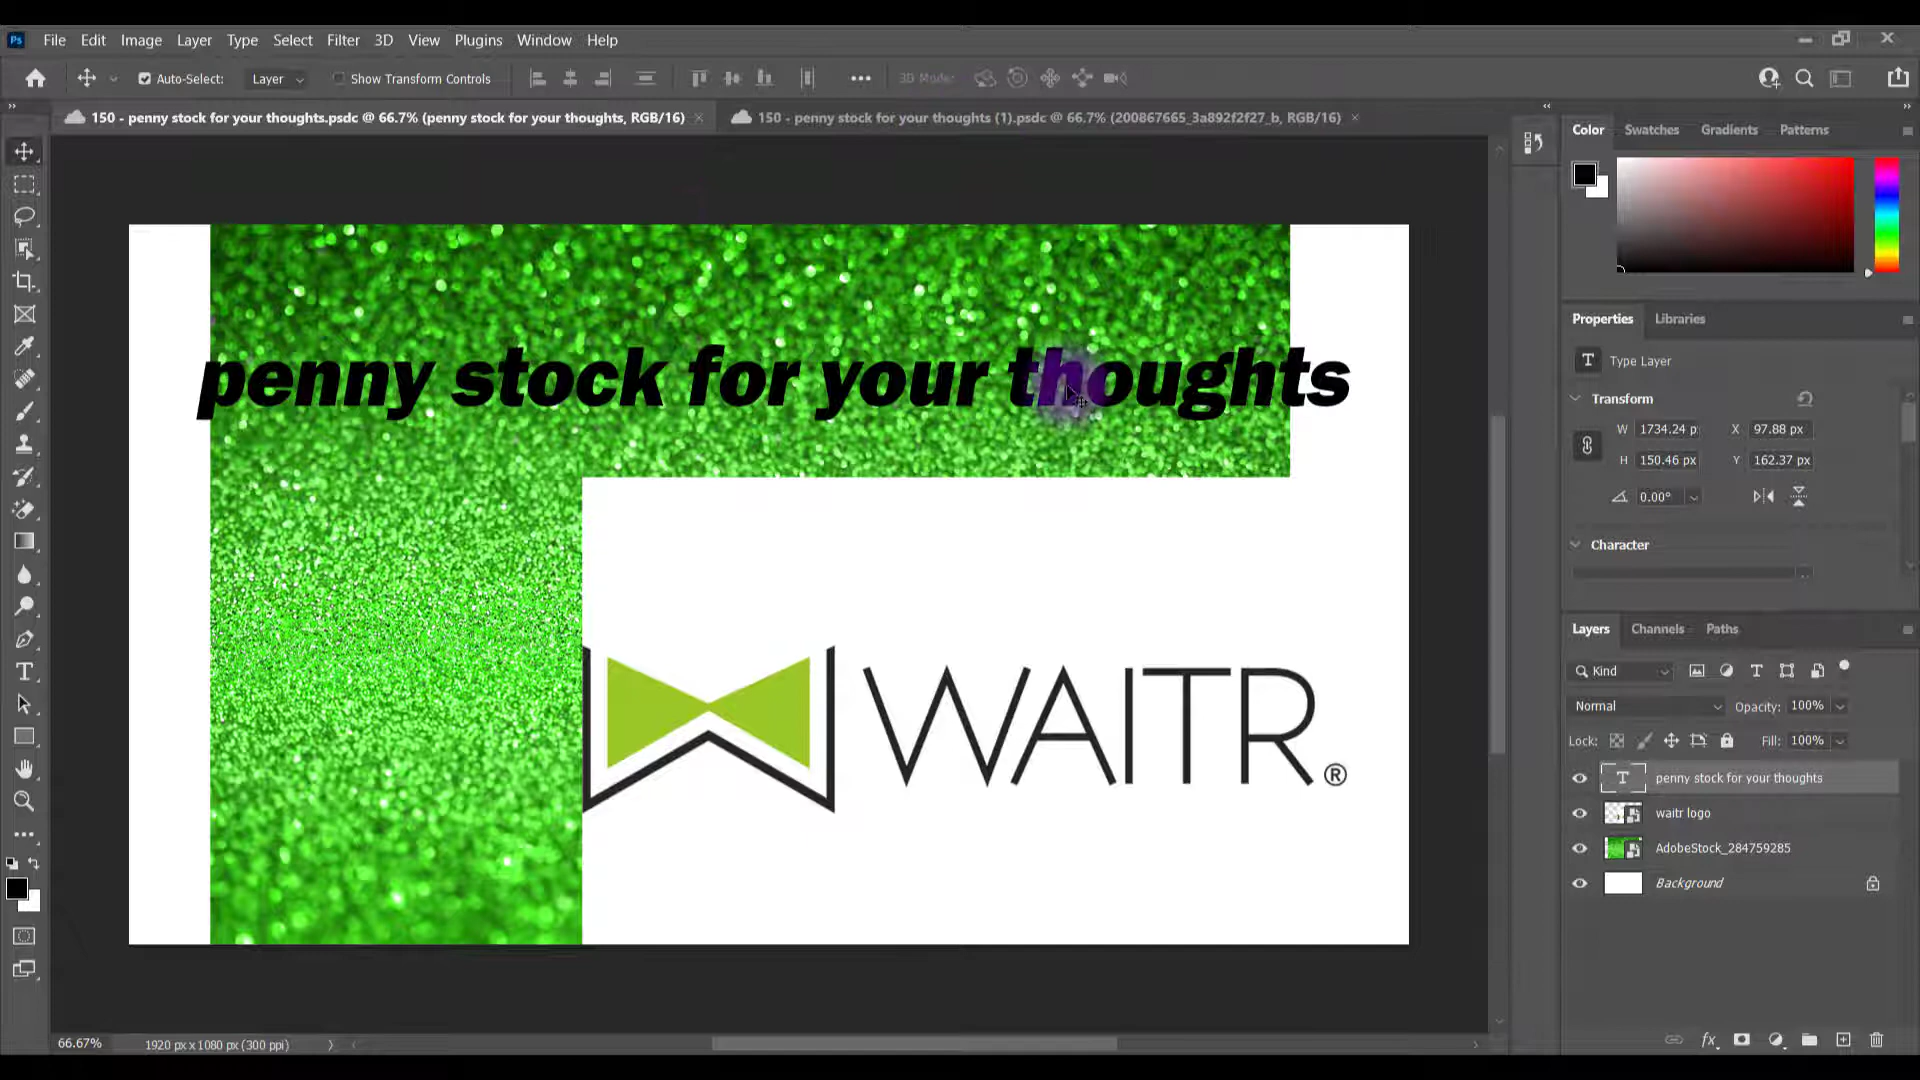 Ps File Edit Image Layer Type Select Filter 3D View Plugins Window Help
Auto-Select: Layer Show Transform Controls 3D Mode:
150 - penny stock for your thoughts.psdc @ 66.7% (penny stock for your thoughts, RGB/16) 150 - penny stock for your thoughts (1).psdc @ 66.7% (200867665_3a892f2f27_b, RGB/16)
Color Swatches Gradients Patterns
penny stock for your thoughts
WAITR®
Properties Libraries
Type Layer
Transform
W 1734.24 p X 97.88 px
H 150.46 px Y 162.37 px
0.00°
Character
Layers Channels Paths
Kind
Normal Opacity: 100%
Lock: Fill: 100%
penny stock for your thoughts
waitr logo
AdobeStock_284759285
Background
66.67% 1920 px x 1080 px (300 ppi)